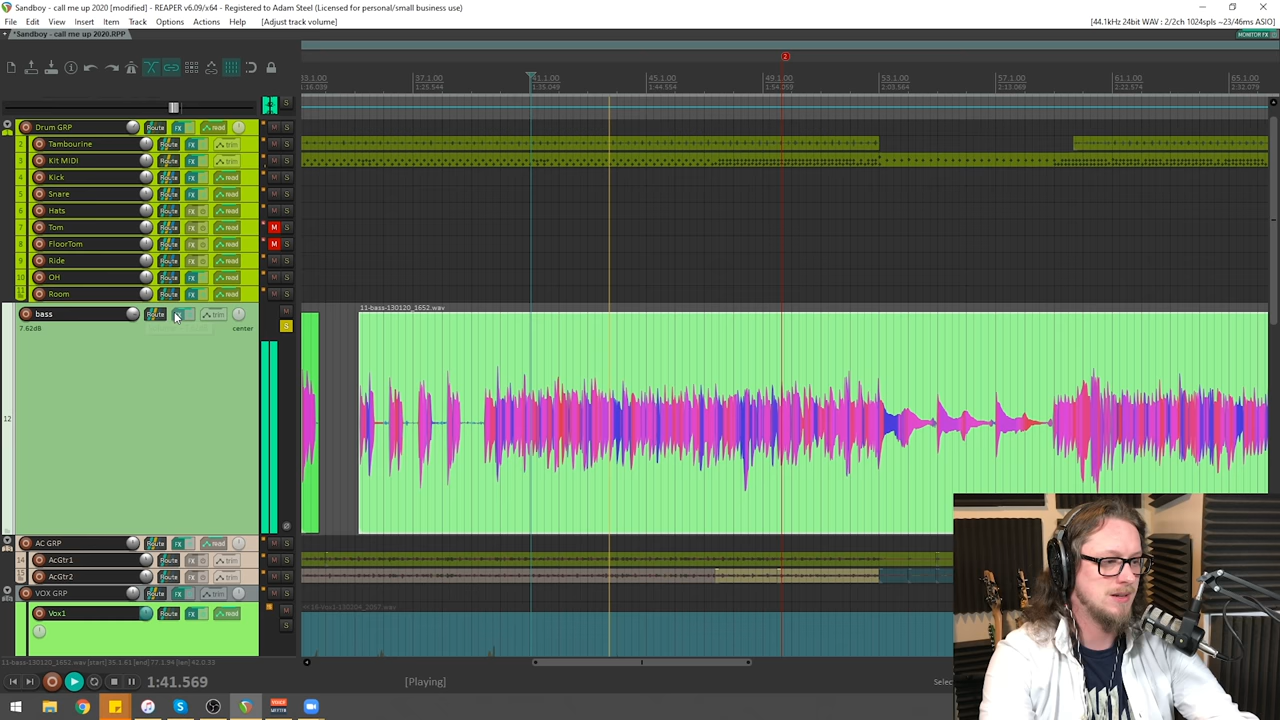 Sandboy - call me up 2020 [modified] - REAPER v6.09/x64 - Registered to Adam Steel (Licensed for personal/small business use)
File Edit View Insert Item Track Options Actions Help [Adjust track volume]
[44.1kHz 24bit WAV : 2/2ch 1024spls ~23/46ms ASIO]
*Sandboy - call me up 2020.RPP
MONITOR FX
2
33.1.00 37.1.00 41.1.00 45.1.00 49.1.00 53.1.00 57.1.00 61.1.00 65.1.00
1:16.039 1:25.544 1:35.049 1:44.554 1:54.059 2:03.564 2:13.069 2:22.574 2:32.079
S
Drum GRP Route FX read M S
2 Tambourine Route FX trim M S
3 Kit MIDI Route FX trim M S
4 Kick Route FX read M S
5 Snare Route FX read M S
6 Hats Route FX read M S
7 Tom Route FX read M S
8 FloorTom Route FX read M S
9 Ride Route FX read M S
10 OH Route FX read M S
11 Room Route FX read M S
11-bass-130120_1652.wav
bass Route FX trim M
7.62dB center S
12
AC GRP Route FX read M S
14 AcGtr1 Route FX trim M S
15 AcGtr2 Route FX trim M S
VOX GRP Route FX trim M S
Vox1 Route FX read M
S
11-bass-130120_1652.wav [start] 35.1.61 [end] 77.1.94 [len] 42.0.33
1:41.569 [Playing] Selec